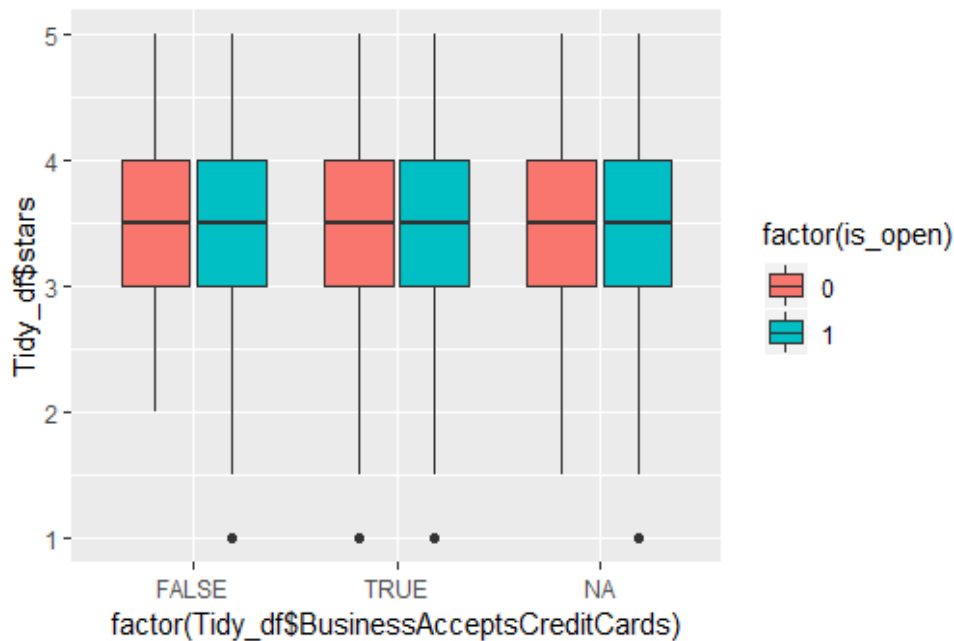 5
4
3
2
1
Tidy_df$stars
FALSE
TRUE
NA
factor(Tidy_df$BusinessAcceptsCreditCards)
factor(is_open)
0
1